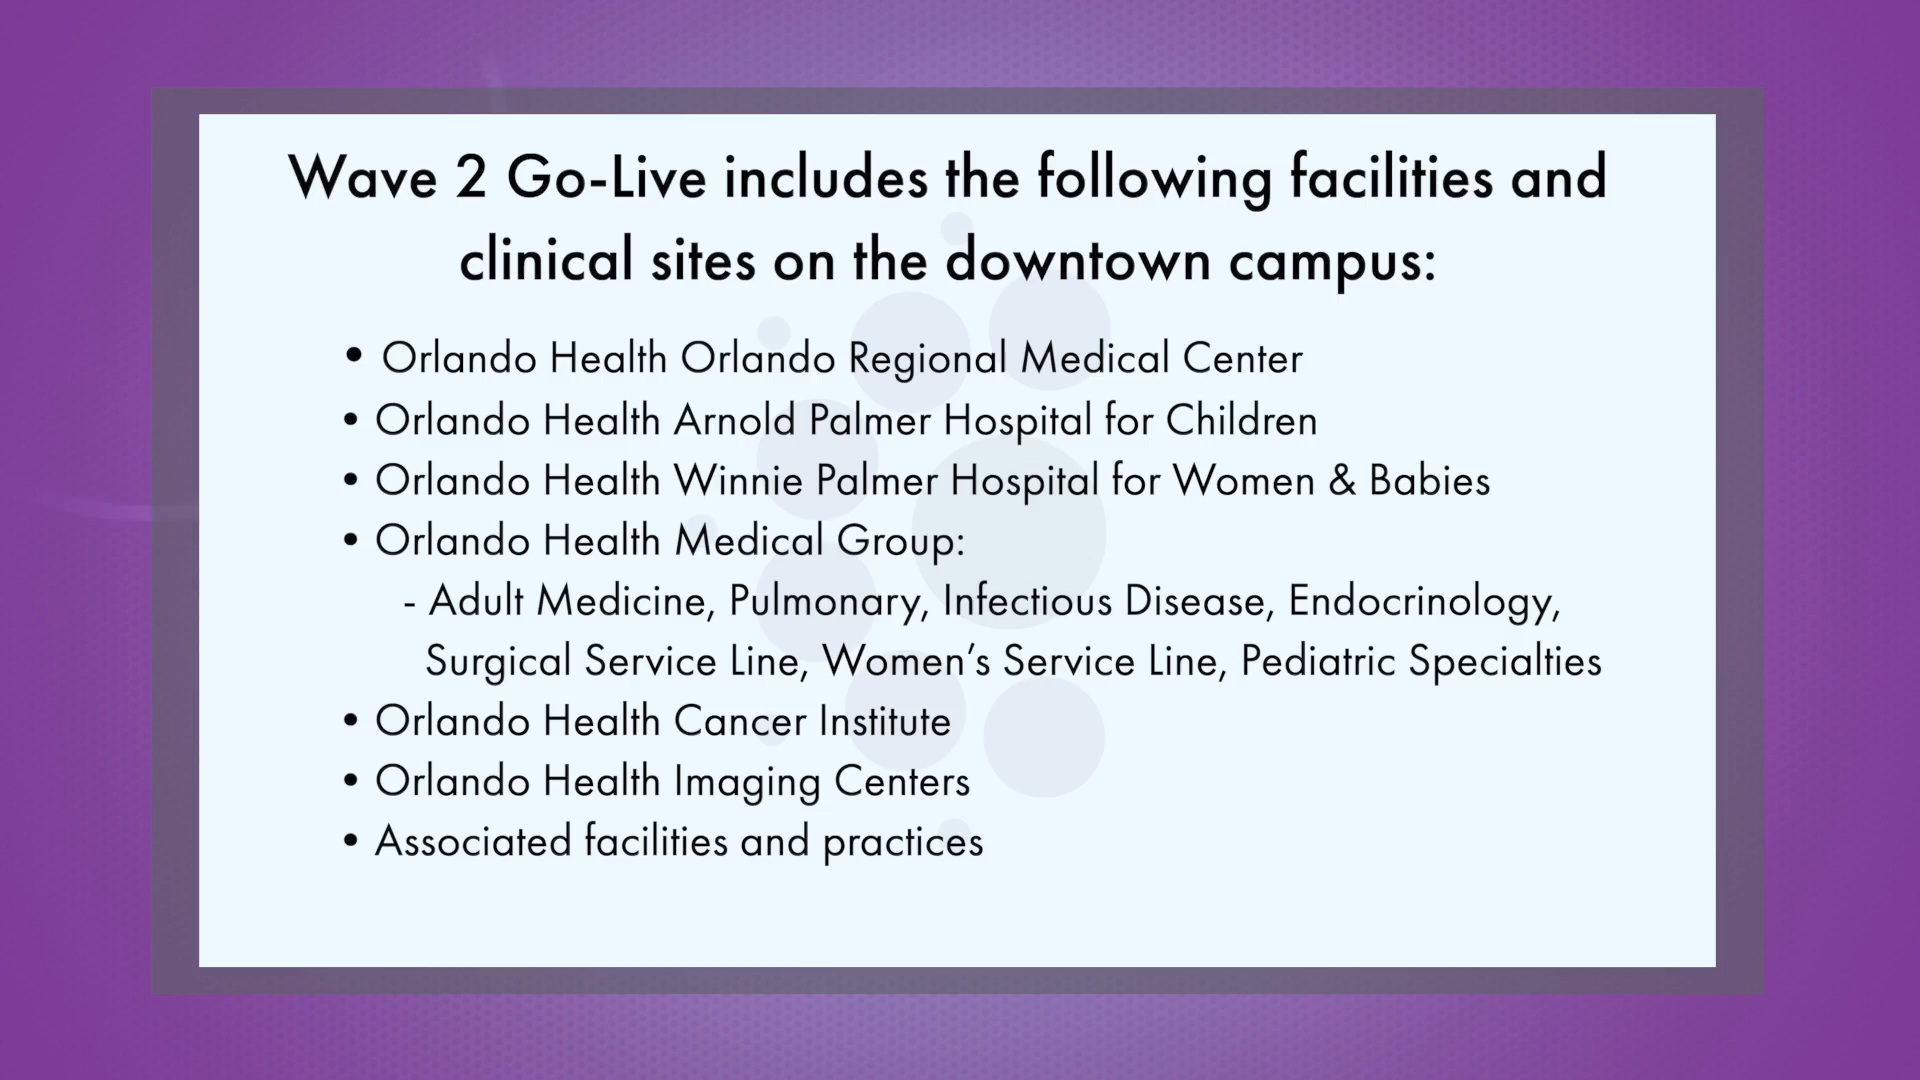 Wave 2 Go-Live includes the following facilities and
clinical sites on the downtown campus:
• Orlando Health Orlando Regional Medical Center
• Orlando Health Arnold Palmer Hospital for Children
• Orlando Health Winnie Palmer Hospital for Women & Babies
• Orlando Health Medical Group:
- Adult Medicine, Pulmonary, Infectious Disease, Endocrinology,
Surgical Service Line, Women’s Service Line, Pediatric Specialties
• Orlando Health Cancer Institute
• Orlando Health Imaging Centers
• Associated facilities and practices